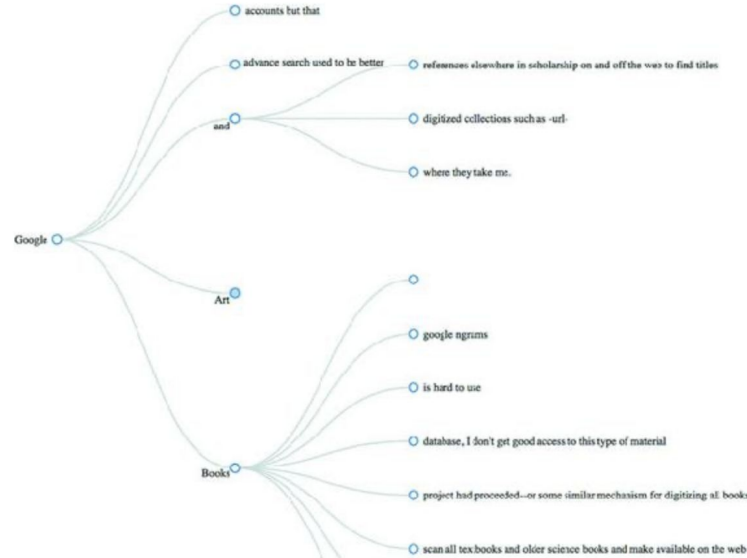 accounts but that
advance search used to be better
references elsewhere in scholarship on and off the web to find titles
and
digitized collections such as -url-
where they take me.
Google
Art
google ngrams
is hard to use
database, I don't get good access to this type of material
Books
project had proceeded--or some similar mechanism for digitizing all books
scan all textbooks and older science books and make available on the web